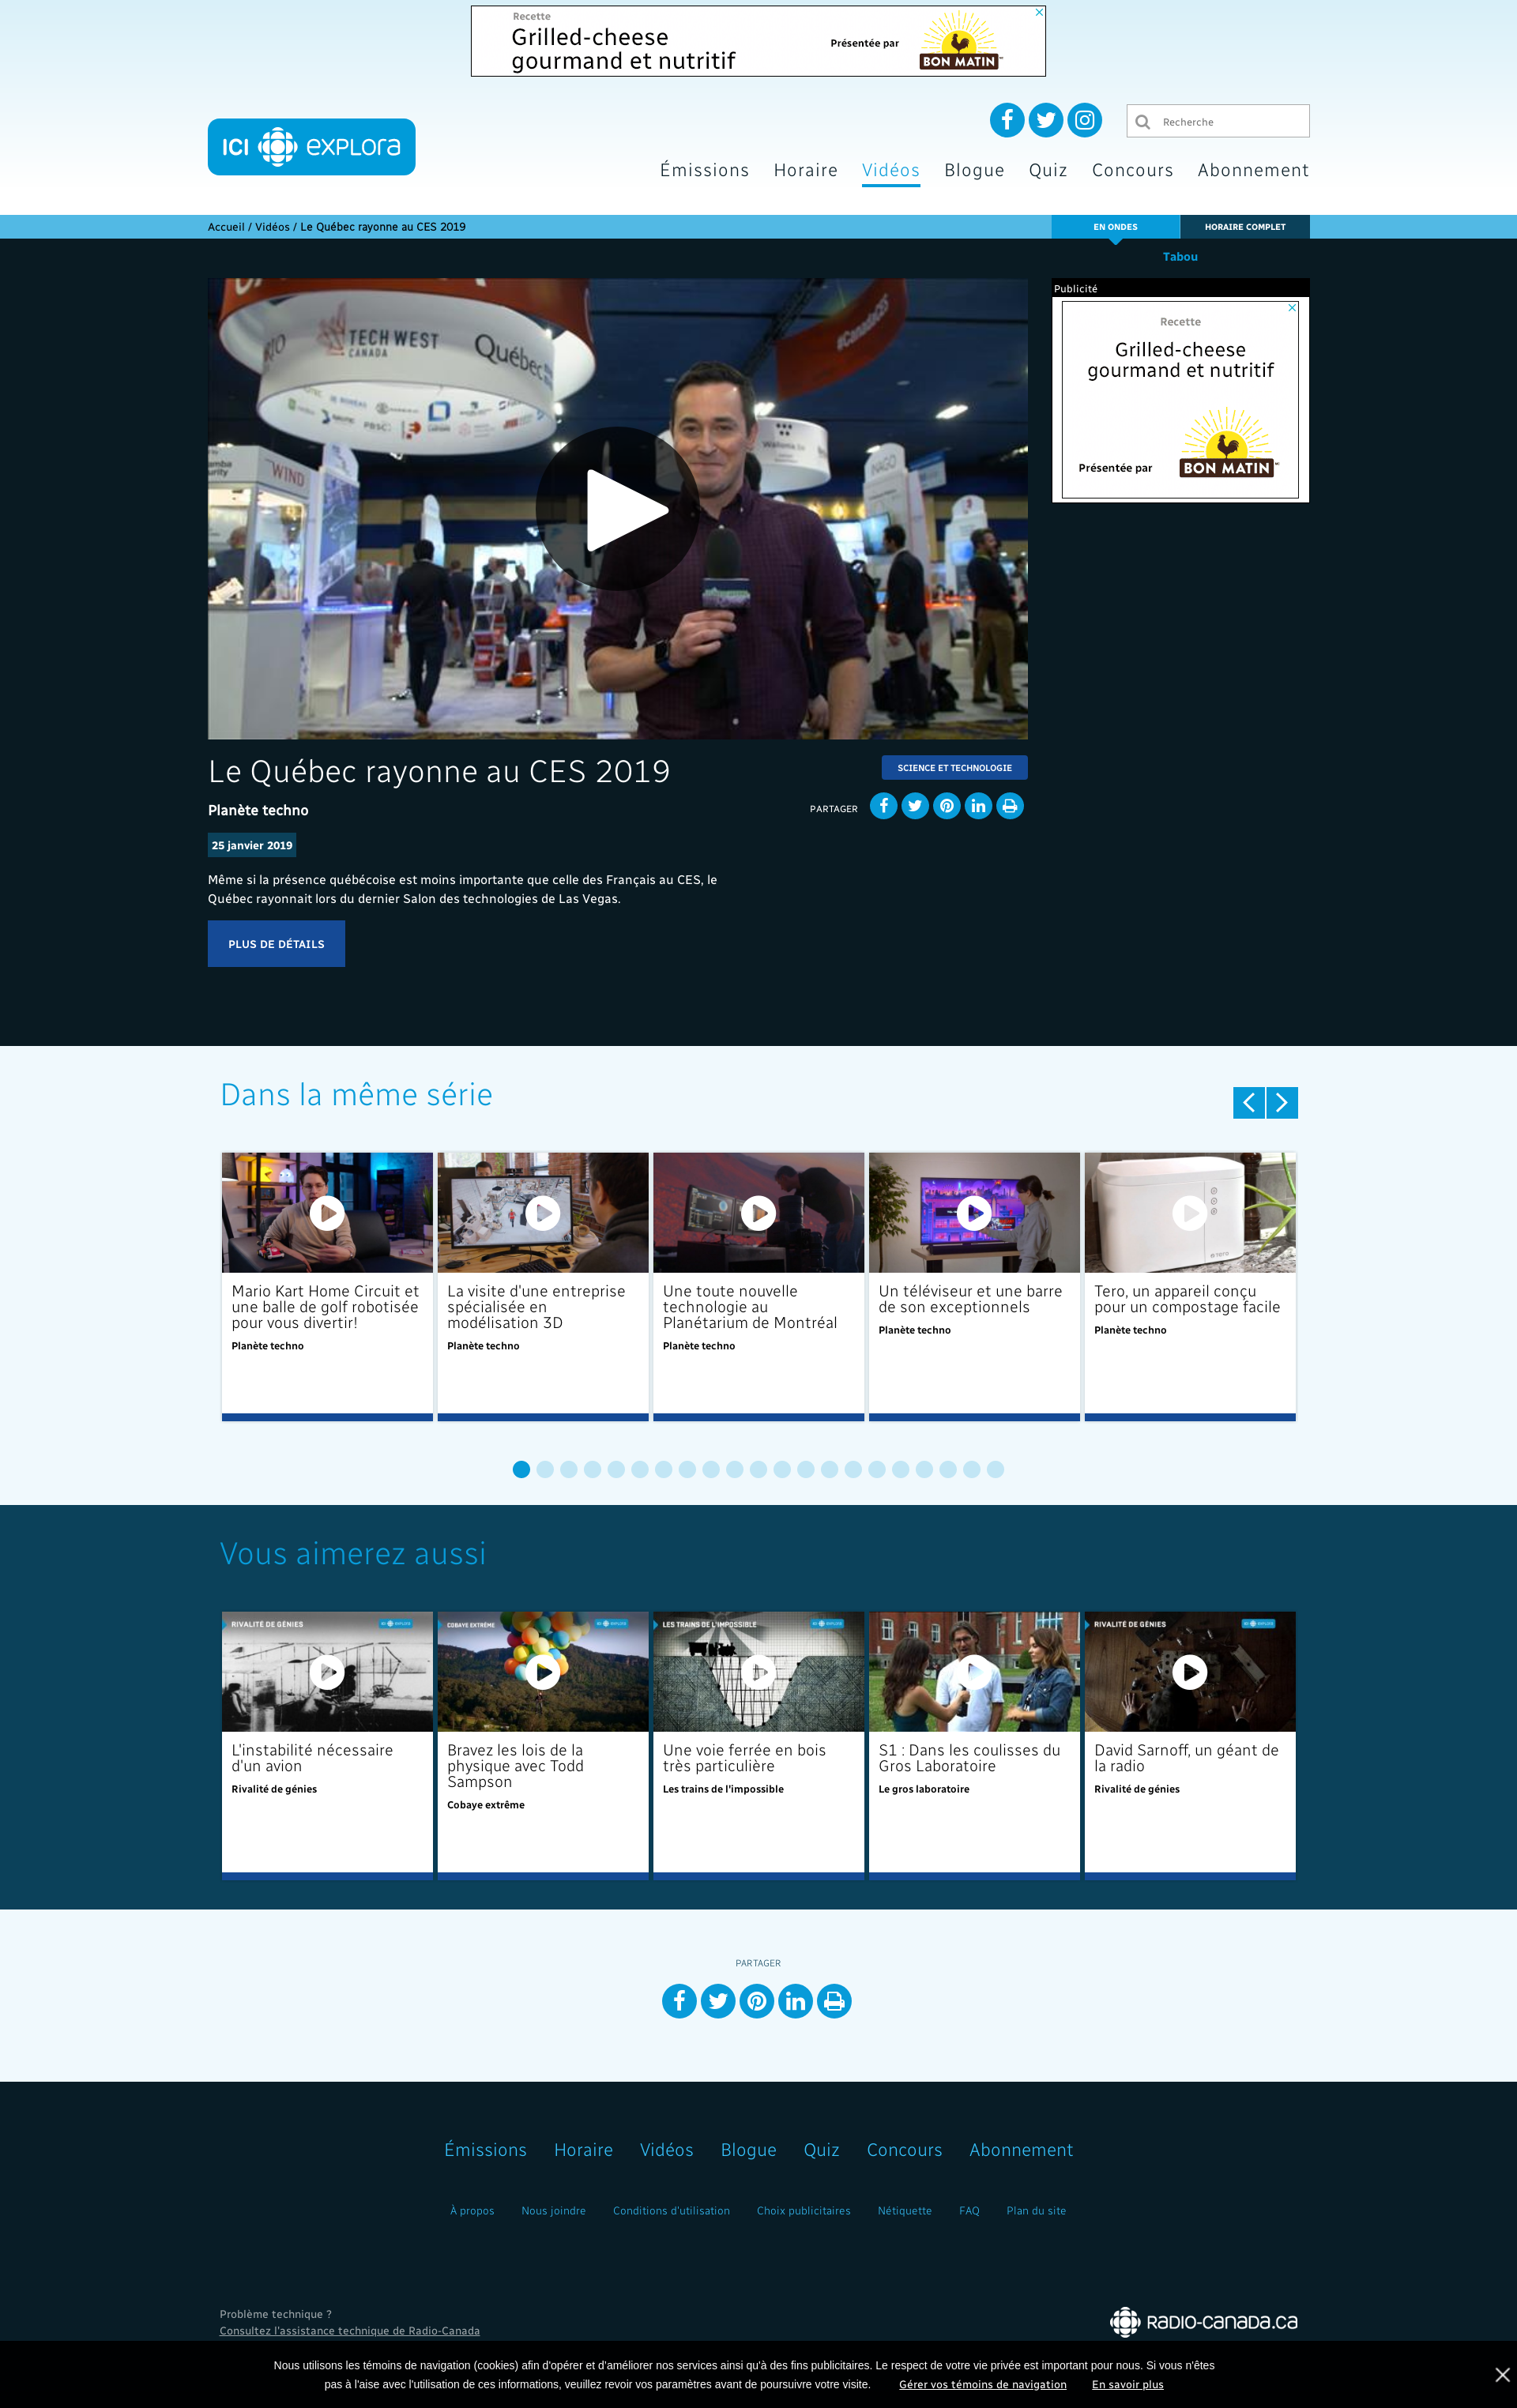 Recette
Grilled-cheese
gourmand et nutritif
Présentée par
BON MATIN
ICI explora
Recherche
Émissions
Horaire
Vidéos
Blogue
Quiz
Concours
Abonnement
Accueil / Vidéos / Le Québec rayonne au CES 2019
EN ONDES
HORAIRE COMPLET
Tabou
TECH WEST
CANADA
Québec
#CanadaCES
WIND
Publicité
Recette
Grilled-cheese
gourmand et nutritif
Présentée par
BON MATIN
Le Québec rayonne au CES 2019
SCIENCE ET TECHNOLOGIE
Planète techno
PARTAGER
25 janvier 2019
Même si la présence québécoise est moins importante que celle des Français au CES, le
Québec rayonnait lors du dernier Salon des technologies de Las Vegas.
PLUS DE DÉTAILS
Dans la même série
Mario Kart Home Circuit et
une balle de golf robotisée
pour vous divertir!
Planète techno
La visite d'une entreprise
spécialisée en
modélisation 3D
Planète techno
Une toute nouvelle
technologie au
Planétarium de Montréal
Planète techno
Un téléviseur et une barre
de son exceptionnels
Planète techno
Tero, un appareil conçu
pour un compostage facile
Planète techno
Vous aimerez aussi
RIVALITÉ DE GÉNIES
L'instabilité nécessaire
d'un avion
Rivalité de génies
COBAYE EXTRÊME
Bravez les lois de la
physique avec Todd
Sampson
Cobaye extrême
LES TRAINS DE L'IMPOSSIBLE
Une voie ferrée en bois
très particulière
Les trains de l'impossible
S1 : Dans les coulisses du
Gros Laboratoire
Le gros laboratoire
RIVALITÉ DE GÉNIES
David Sarnoff, un géant de
la radio
Rivalité de génies
PARTAGER
Émissions
Horaire
Vidéos
Blogue
Quiz
Concours
Abonnement
À propos
Nous joindre
Conditions d'utilisation
Choix publicitaires
Nétiquette
FAQ
Plan du site
Problème technique ?
Consultez l'assistance technique de Radio-Canada
Radio-Canada.ca
Nous utilisons les témoins de navigation (cookies) afin d'opérer et d'améliorer nos services ainsi qu'à des fins publicitaires. Le respect de votre vie privée est important pour nous. Si vous n'êtes
pas à l'aise avec l'utilisation de ces informations, veuillez revoir vos paramètres avant de poursuivre votre visite.
Gérer vos témoins de navigation
En savoir plus